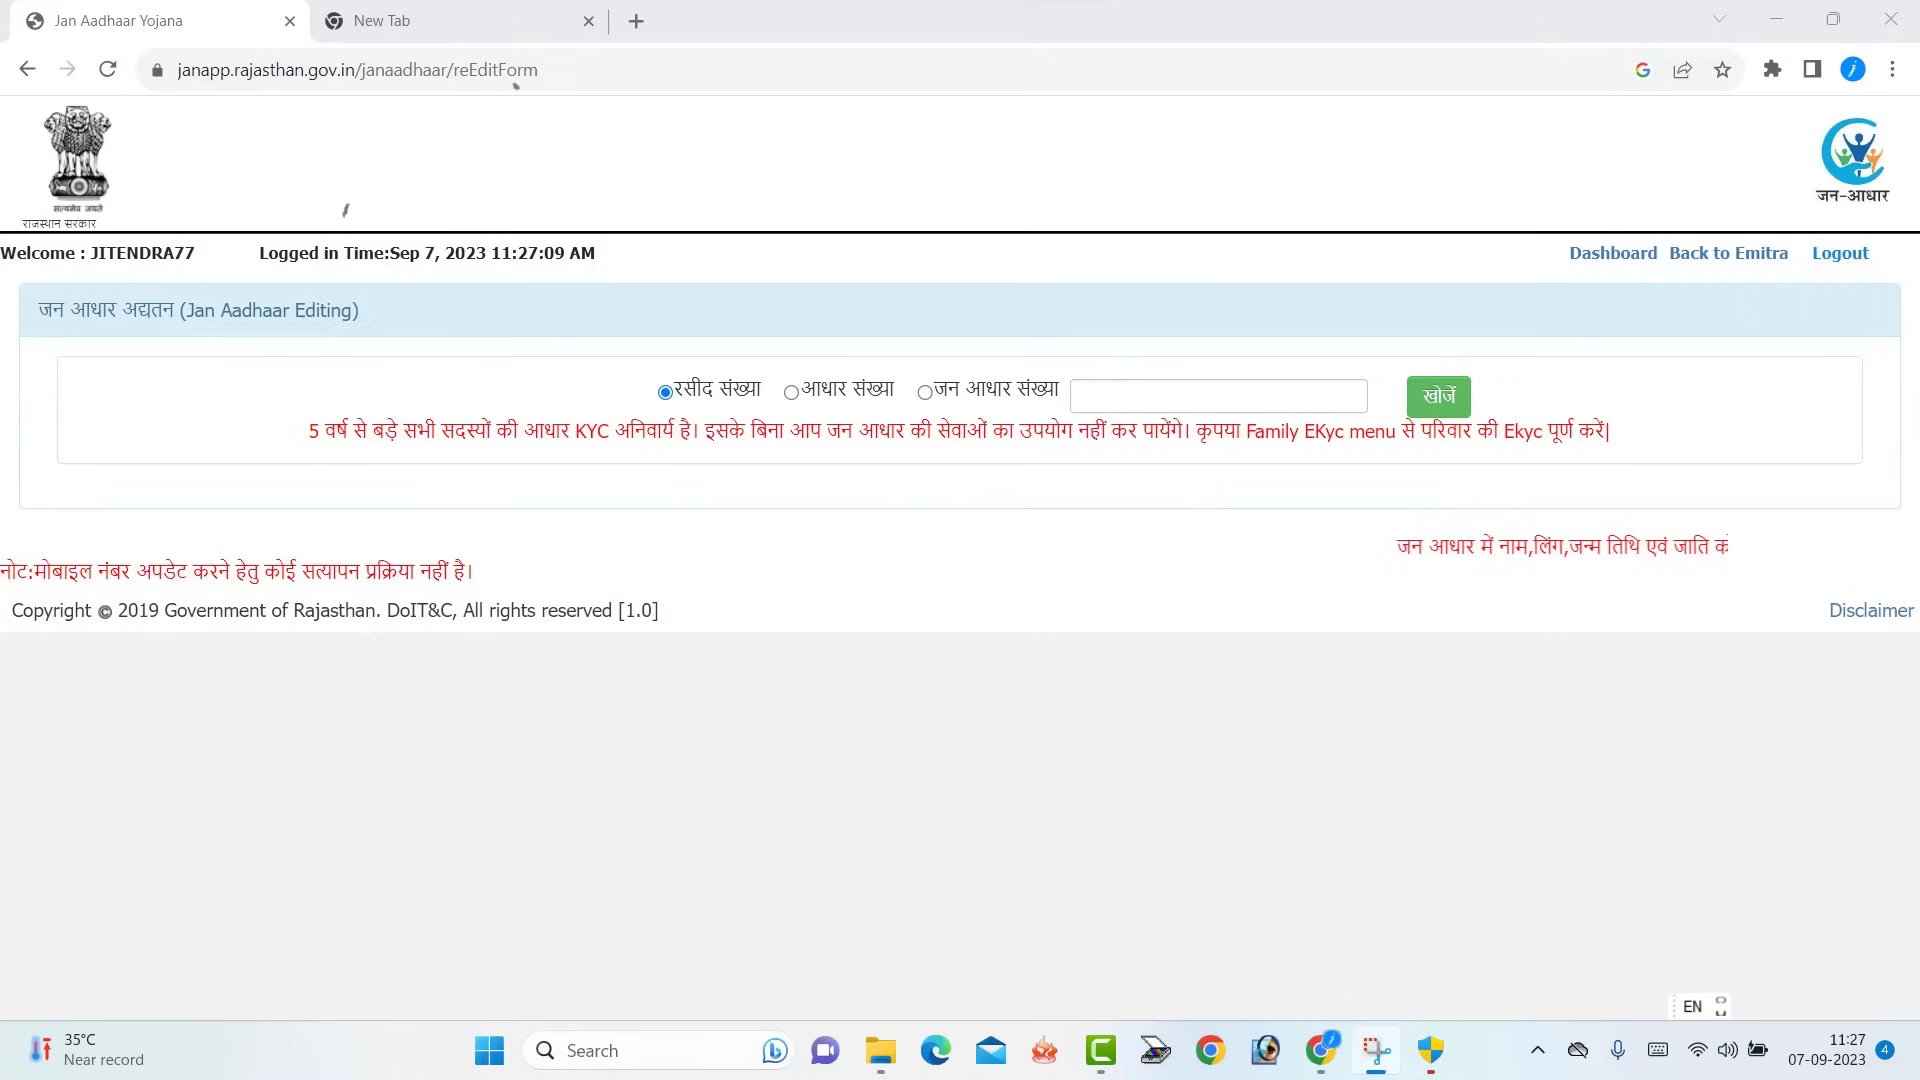 Jan Aadhaar Yojana
New Tab
janapp.rajasthan.gov.in/janaadhaar/reEditForm
सत्यमेव जयते
राजस्थान सरकार
जन-आधार
Welcome : JITENDRA77 Logged in Time:Sep 7, 2023 11:27:09 AM Dashboard Back to Emitra Logout
जन आधार अद्यतन (Jan Aadhaar Editing)
रसीद संख्या आधार संख्या जन आधार संख्या खोजें
5 वर्ष से बड़े सभी सदस्यों की आधार KYC अनिवार्य है। इसके बिना आप जन आधार की सेवाओं का उपयोग नहीं कर पायेंगे। कृपया Family EKyc menu से परिवार की Ekyc पूर्ण करें|
जन आधार में नाम,लिंग,जन्म तिथि एवं जाति
नोट:मोबाइल नंबर अपडेट करने हेतु कोई सत्यापन प्रक्रिया नहीं है।
Copyright © 2019 Government of Rajasthan. DoIT&C, All rights reserved [1.0] Disclaimer
EN
35°C
Near record
Search
11:27
07-09-2023
4